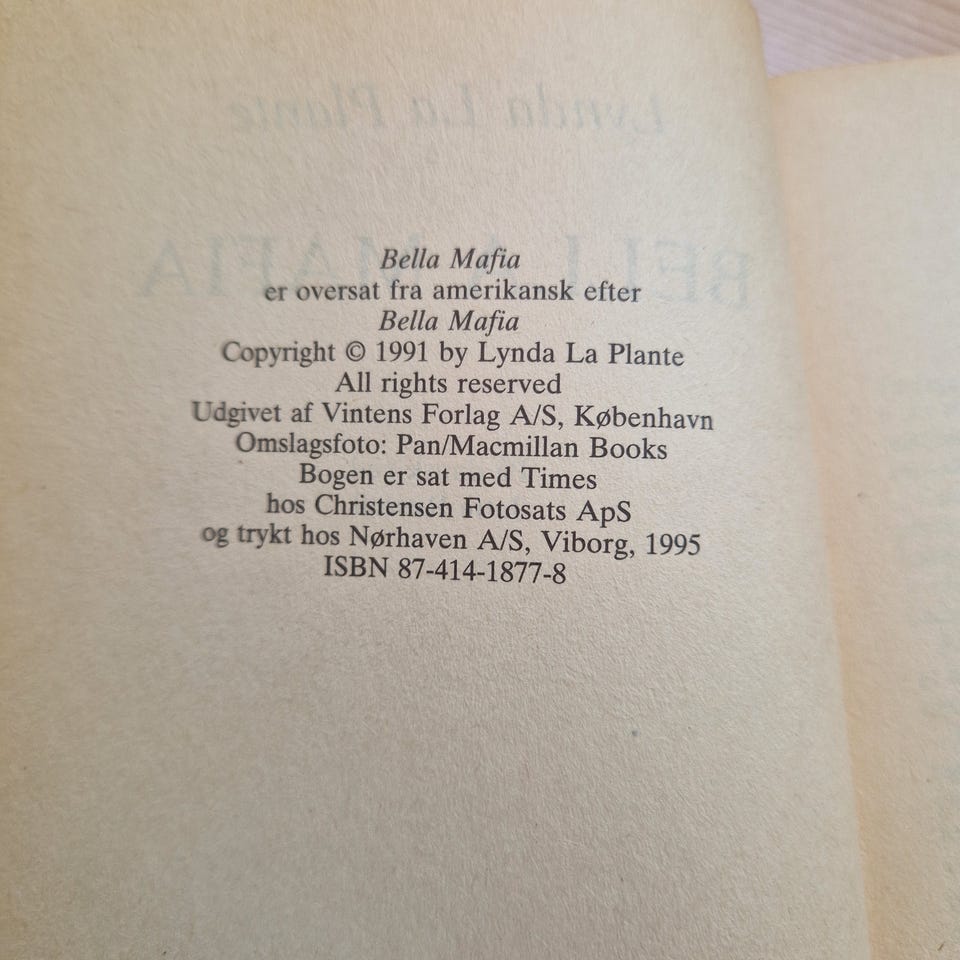 Bella Mafia
er oversat fra amerikansk efter
Bella Mafia
Copyright © 1991 by Lynda La Plante
All rights reserved
Udgivet af Vintens Forlag A/S, København
Omslagsfoto: Pan/Macmillan Books
Bogen er sat med Times
hos Christensen Fotosats ApS
og trykt hos Nørhaven A/S, Viborg, 1995
ISBN 87-414-1877-8